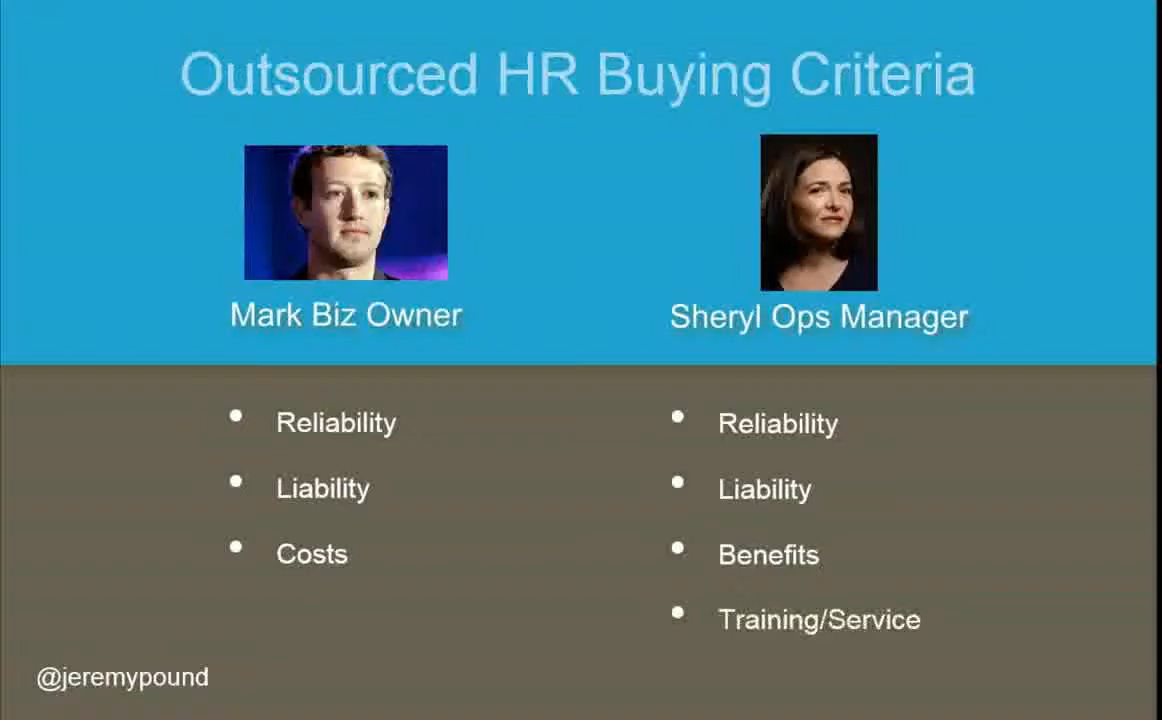 Outsourced HR Buying Criteria
Mark Biz Owner
Sheryl Ops Manager
• Reliability
• Liability
• Costs
• Reliability
• Liability
• Benefits
• Training/Service
@jeremypound